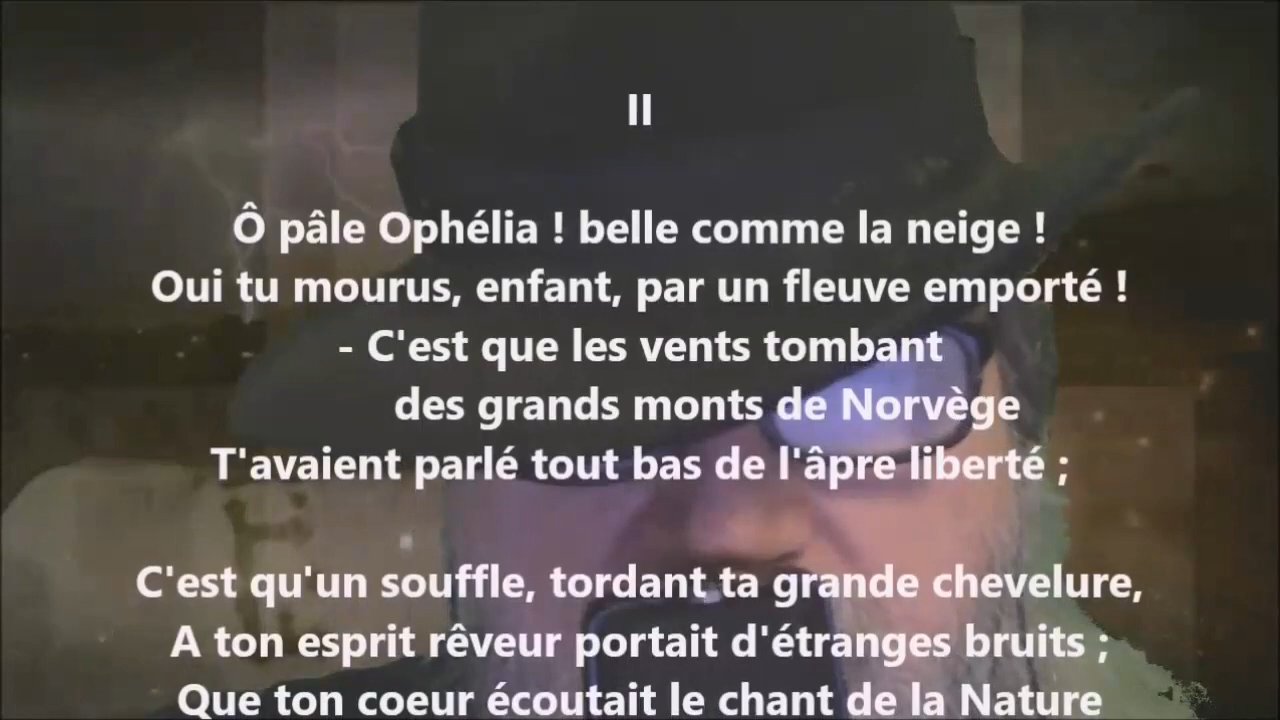 II
Ô pâle Ophélia ! belle comme la neige !
Oui tu mourus, enfant, par un fleuve emporté !
- C'est que les vents tombant
des grands monts de Norvège
T'avaient parlé tout bas de l'âpre liberté ;
C'est qu'un souffle, tordant ta grande chevelure,
A ton esprit rêveur portait d'étranges bruits ;
Que ton coeur écoutait le chant de la Nature